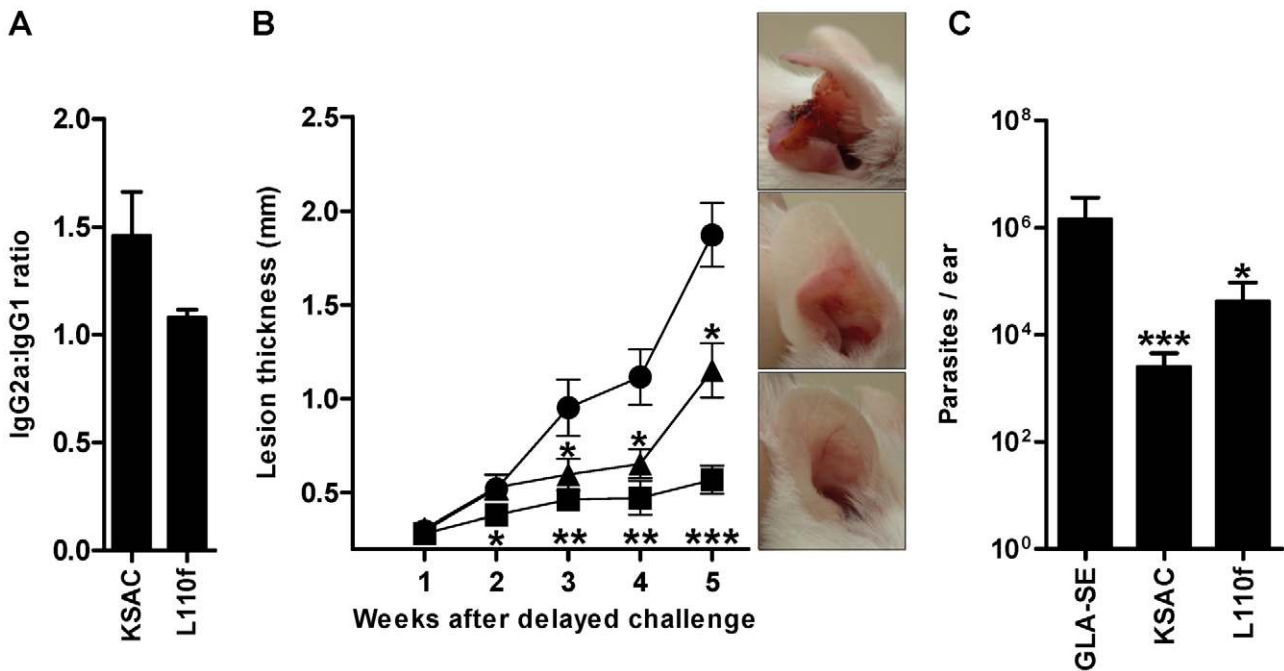 A
IgG2a:IgG1 ratio
2.0
1.5
1.0
0.5
0.0
KSAC
L110f
B
Lesion thickness (mm)
2.5
2.0
1.5
1.0
0.5
*
*
*
* ** ** ***
1 2 3 4 5
Weeks after delayed challenge
C
Parasites / ear
10⁸
10⁶
10⁴
10²
10⁰
***
*
GLA-SE
KSAC
L110f